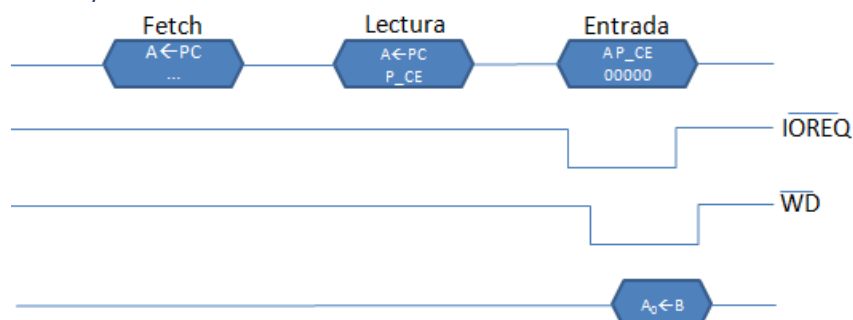 Fetch
Lectura
Entrada
A←PC
...
A←PC
P_CE
A P_CE
00000
IOREQ
WD
A₀←B